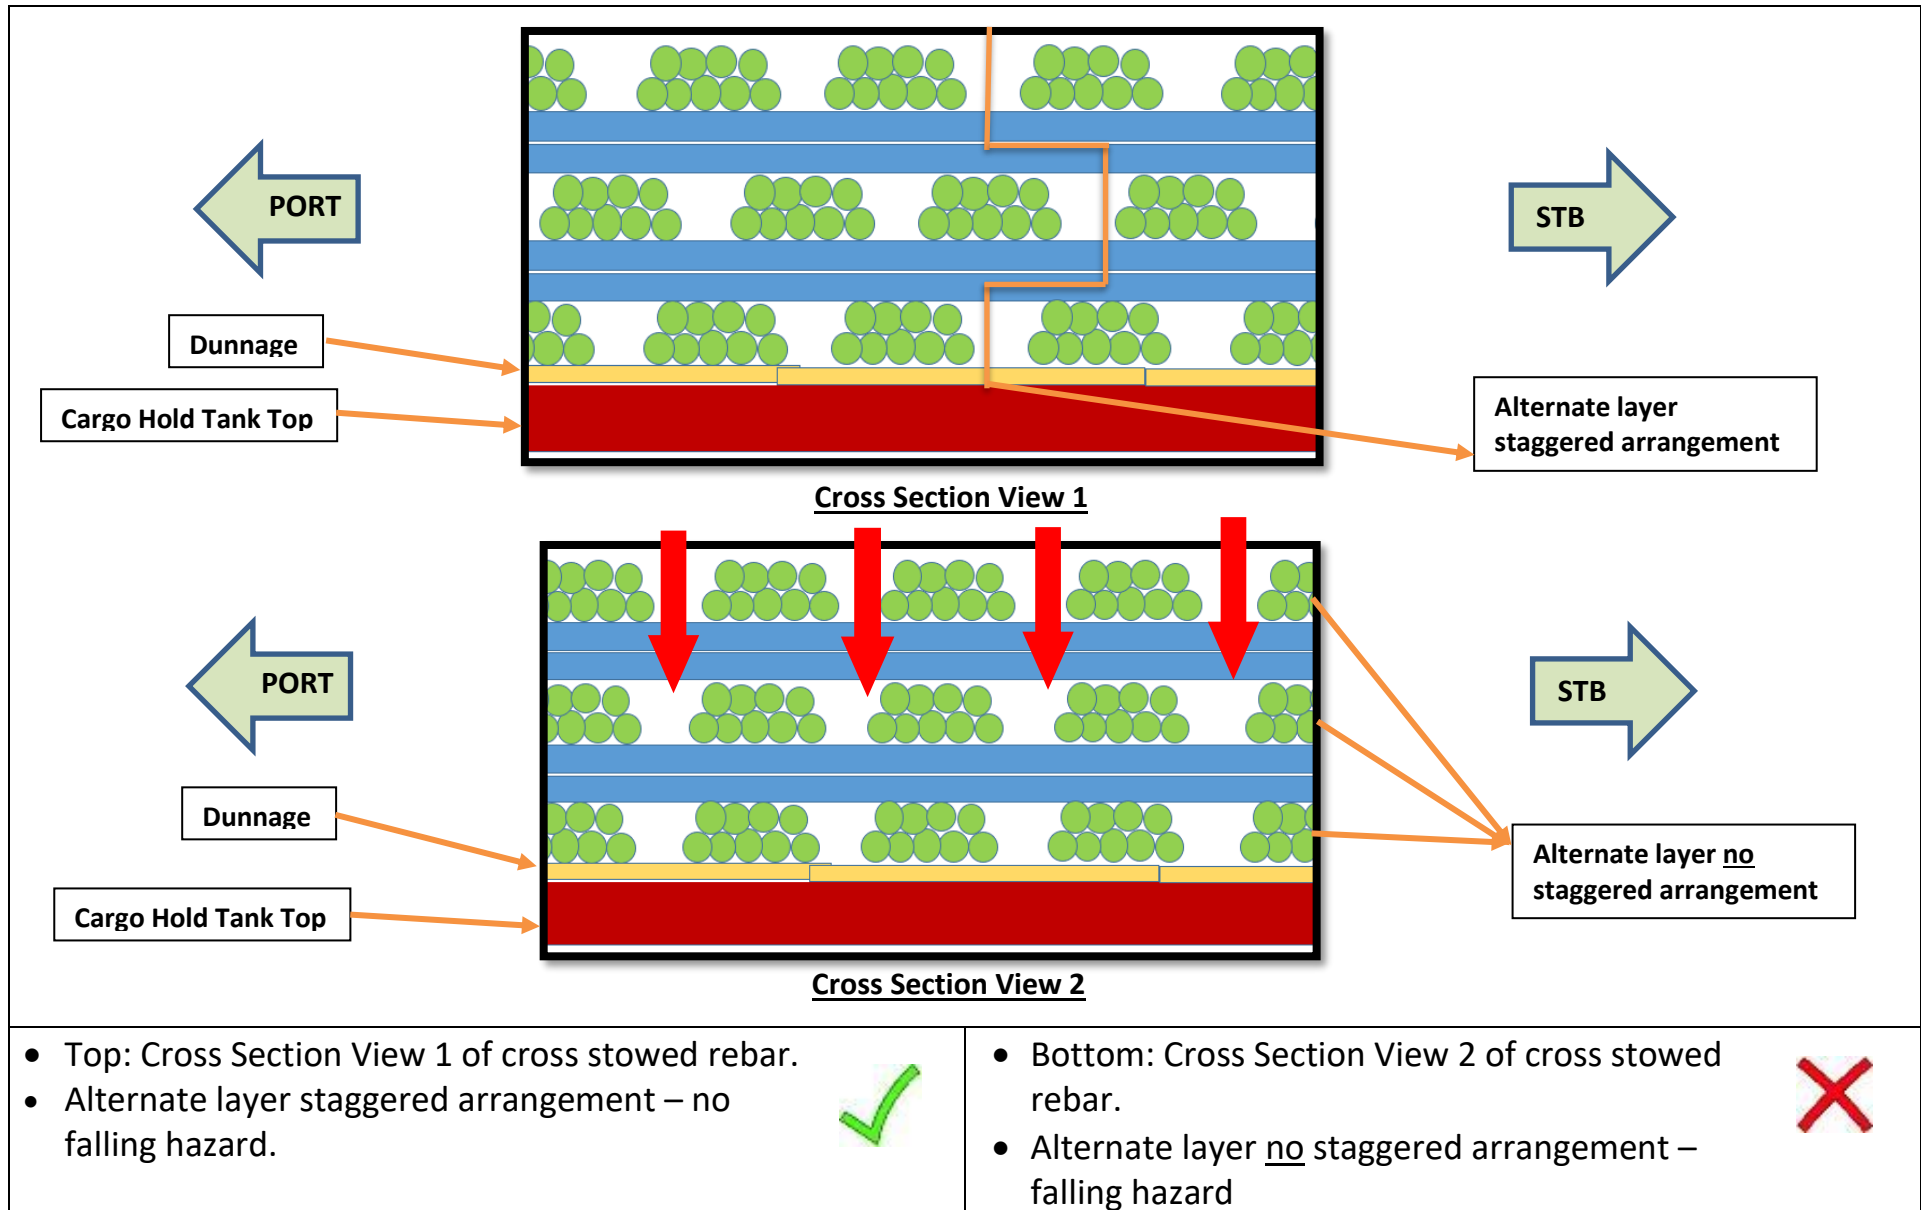 PORT
STB
Dunnage
Cargo Hold Tank Top
Alternate layer
staggered arrangement
Cross Section View 1
PORT
STB
Dunnage
Cargo Hold Tank Top
Alternate layer no
staggered arrangement
Cross Section View 2
• Top: Cross Section View 1 of cross stowed rebar.
• Alternate layer staggered arrangement – no
falling hazard.
• Bottom: Cross Section View 2 of cross stowed
rebar.
• Alternate layer no staggered arrangement –
falling hazard